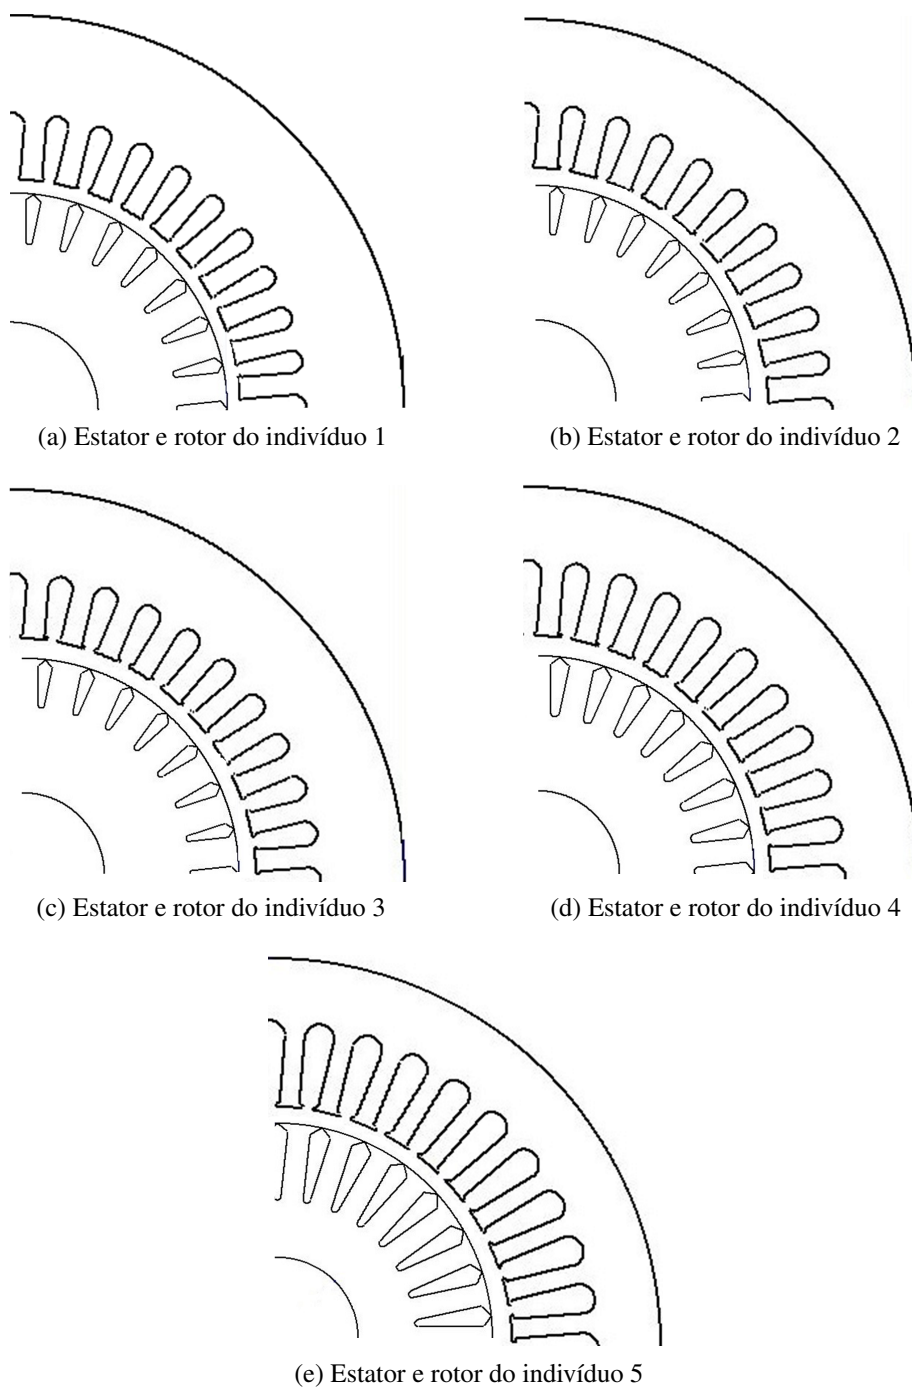 (a) Estator e rotor do indivíduo 1
(b) Estator e rotor do indivíduo 2
(c) Estator e rotor do indivíduo 3
(d) Estator e rotor do indivíduo 4
(e) Estator e rotor do indivíduo 5